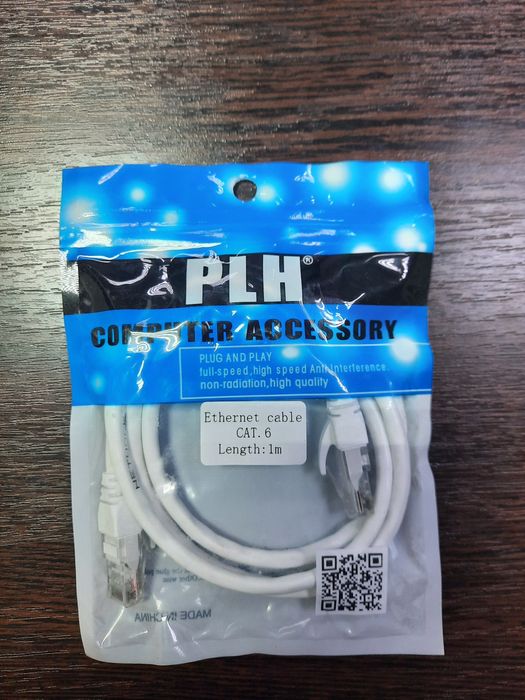 PLH®
COMPUTER ACCESSORY
PLUG AND PLAY
full-speed,high speed Anti-Interference.
non-radiation,high quality
Ethernet cable
CAT.6
Length:1m
MADE IN CHINA